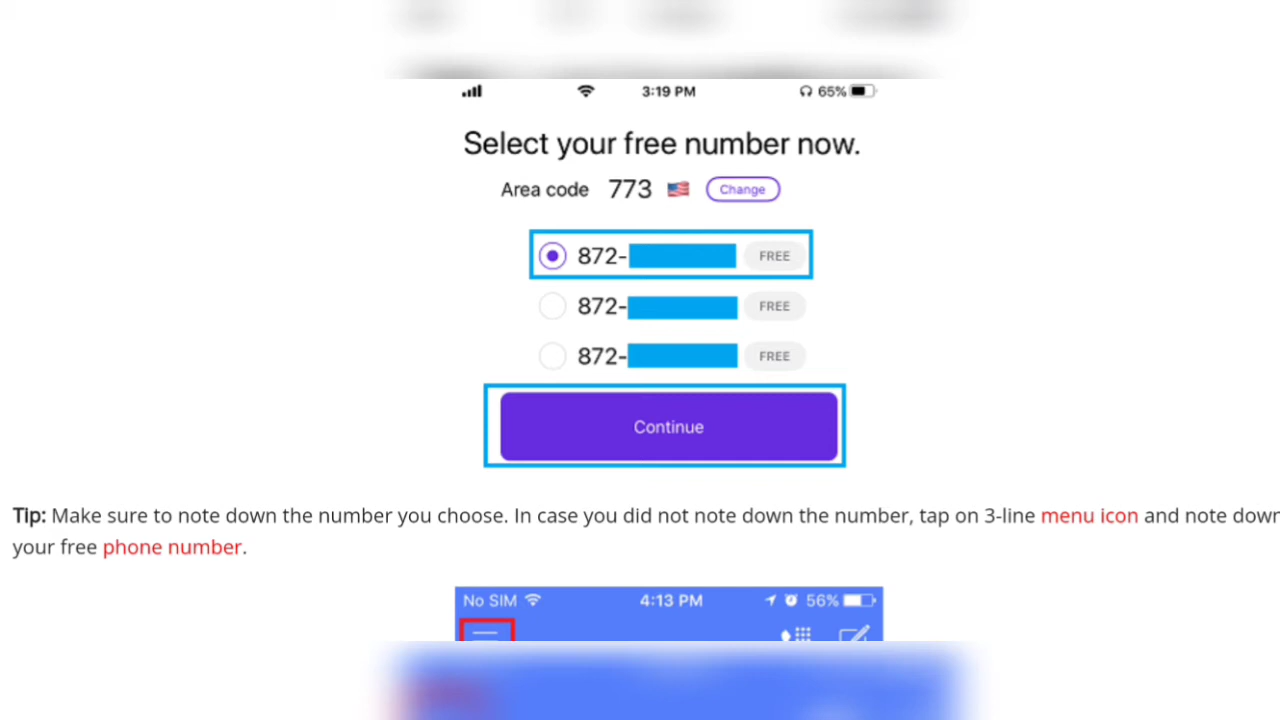 3:19 PM 65%
Select your free number now.
Area code 773 Change
872- FREE
872- FREE
872- FREE
Continue
Tip: Make sure to note down the number you choose. In case you did not note down the number, tap on 3-line menu icon and note down
your free phone number.
No SIM 4:13 PM 56%